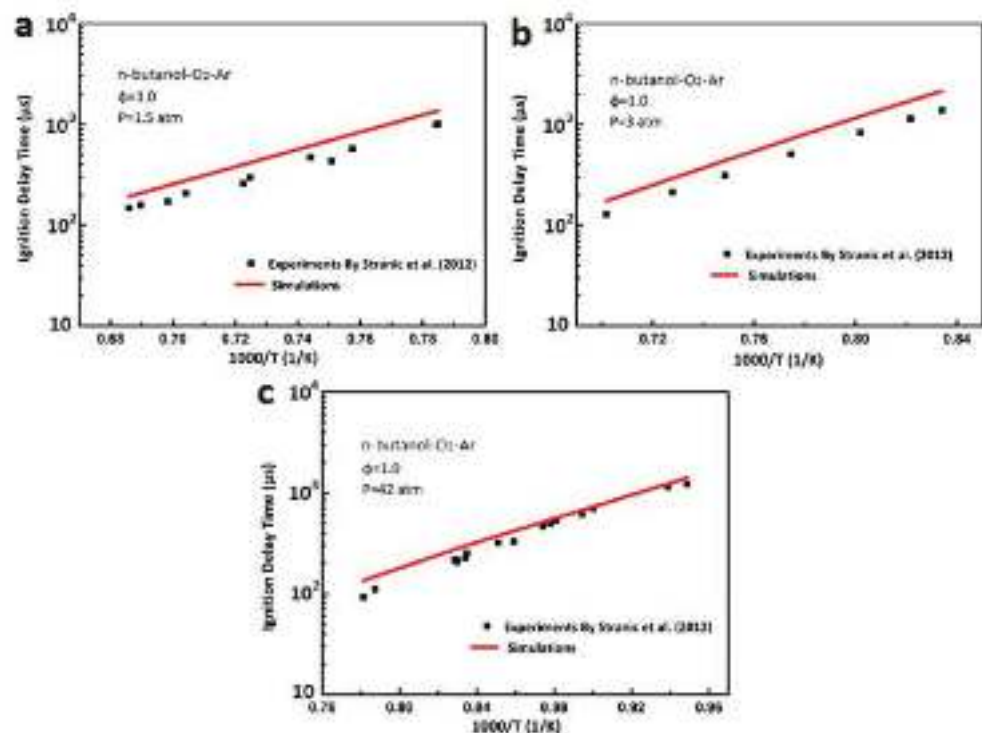 a
Ignition Delay Time (μs)
10⁴
10³
10²
10
n-butanol-O₂-Ar
ϕ=1.0
P=1.5 atm
Experiments By Stranic et al. (2012)
Simulations
0.68 0.70 0.72 0.74 0.76 0.78 0.80
1000/T (1/K)
b
Ignition Delay Time (μs)
10⁴
10³
10²
10
n-butanol-O₂-Ar
ϕ=1.0
P=3 atm
Experiments By Stranic et al. (2012)
Simulations
0.72 0.76 0.80 0.84
1000/T (1/K)
c
Ignition Delay Time (μs)
10⁴
10³
10²
10
n-butanol-O₂-Ar
ϕ=1.0
P=42 atm
Experiments By Stranic et al. (2012)
Simulations
0.76 0.80 0.84 0.88 0.92 0.96
1000/T (1/K)